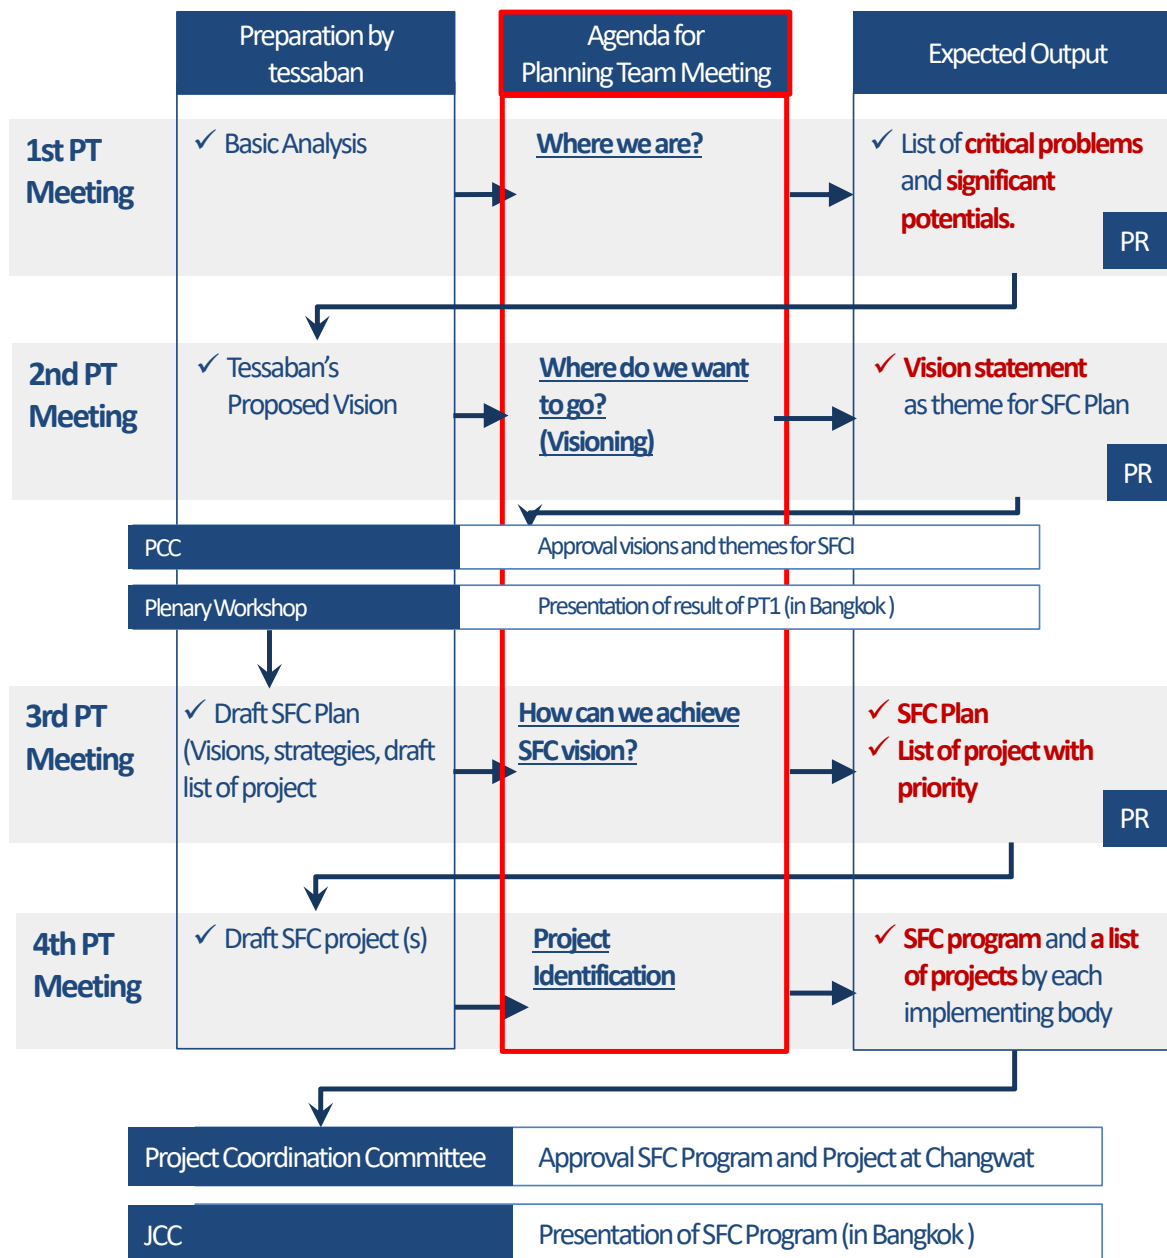 Preparation by
tessaban
Agenda for
Planning Team Meeting
Expected Output
1st PT
Meeting
✓ Basic Analysis
Where we are?
✓ List of critical problems
and significant
potentials.
PR
2nd PT
Meeting
✓ Tessaban's
Proposed Vision
Where do we want
to go?
(Visioning)
✓ Vision statement
as theme for SFC Plan
PR
PCC
Approval visions and themes for SFCI
Plenary Workshop
Presentation of result of PT1 (in Bangkok )
3rd PT
Meeting
✓ Draft SFC Plan
(Visions, strategies, draft
list of project
How can we achieve
SFC vision?
✓ SFC Plan
✓ List of project with
priority
PR
4th PT
Meeting
✓ Draft SFC project (s)
Project
Identification
✓ SFC program and a list
of projects by each
implementing body
Project Coordination Committee
Approval SFC Program and Project at Changwat
JCC
Presentation of SFC Program (in Bangkok )